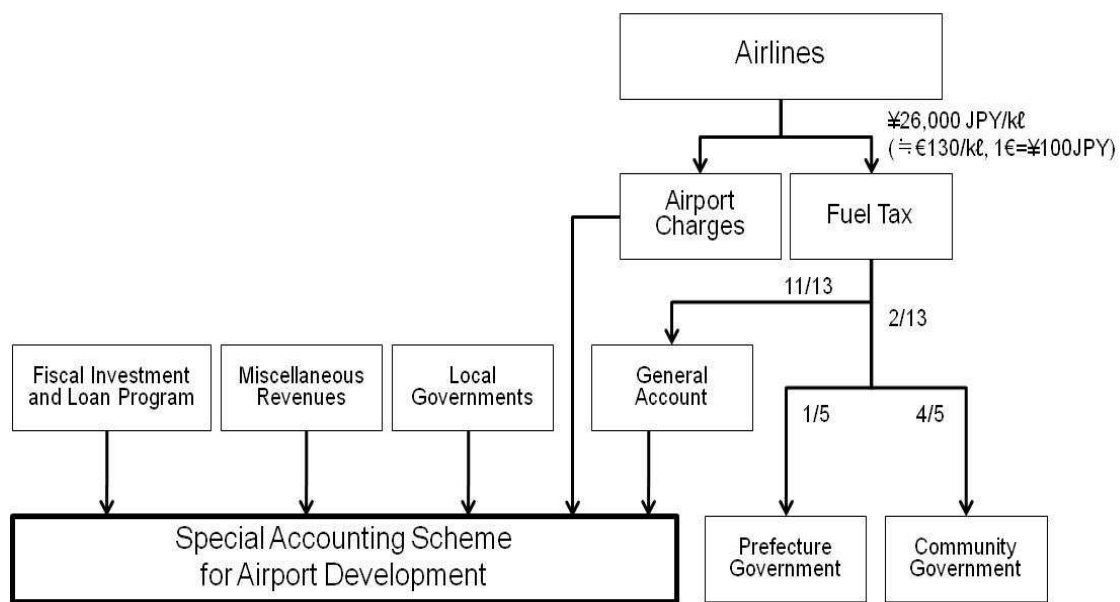 Airlines
¥26,000 JPY/kℓ
(≒€130/kℓ, 1€=¥100JPY)
Airport
Charges
Fuel Tax
11/13
2/13
Fiscal Investment
and Loan Program
Miscellaneous
Revenues
Local
Governments
General
Account
1/5
4/5
Special Accounting Scheme
for Airport Development
Prefecture
Government
Community
Government